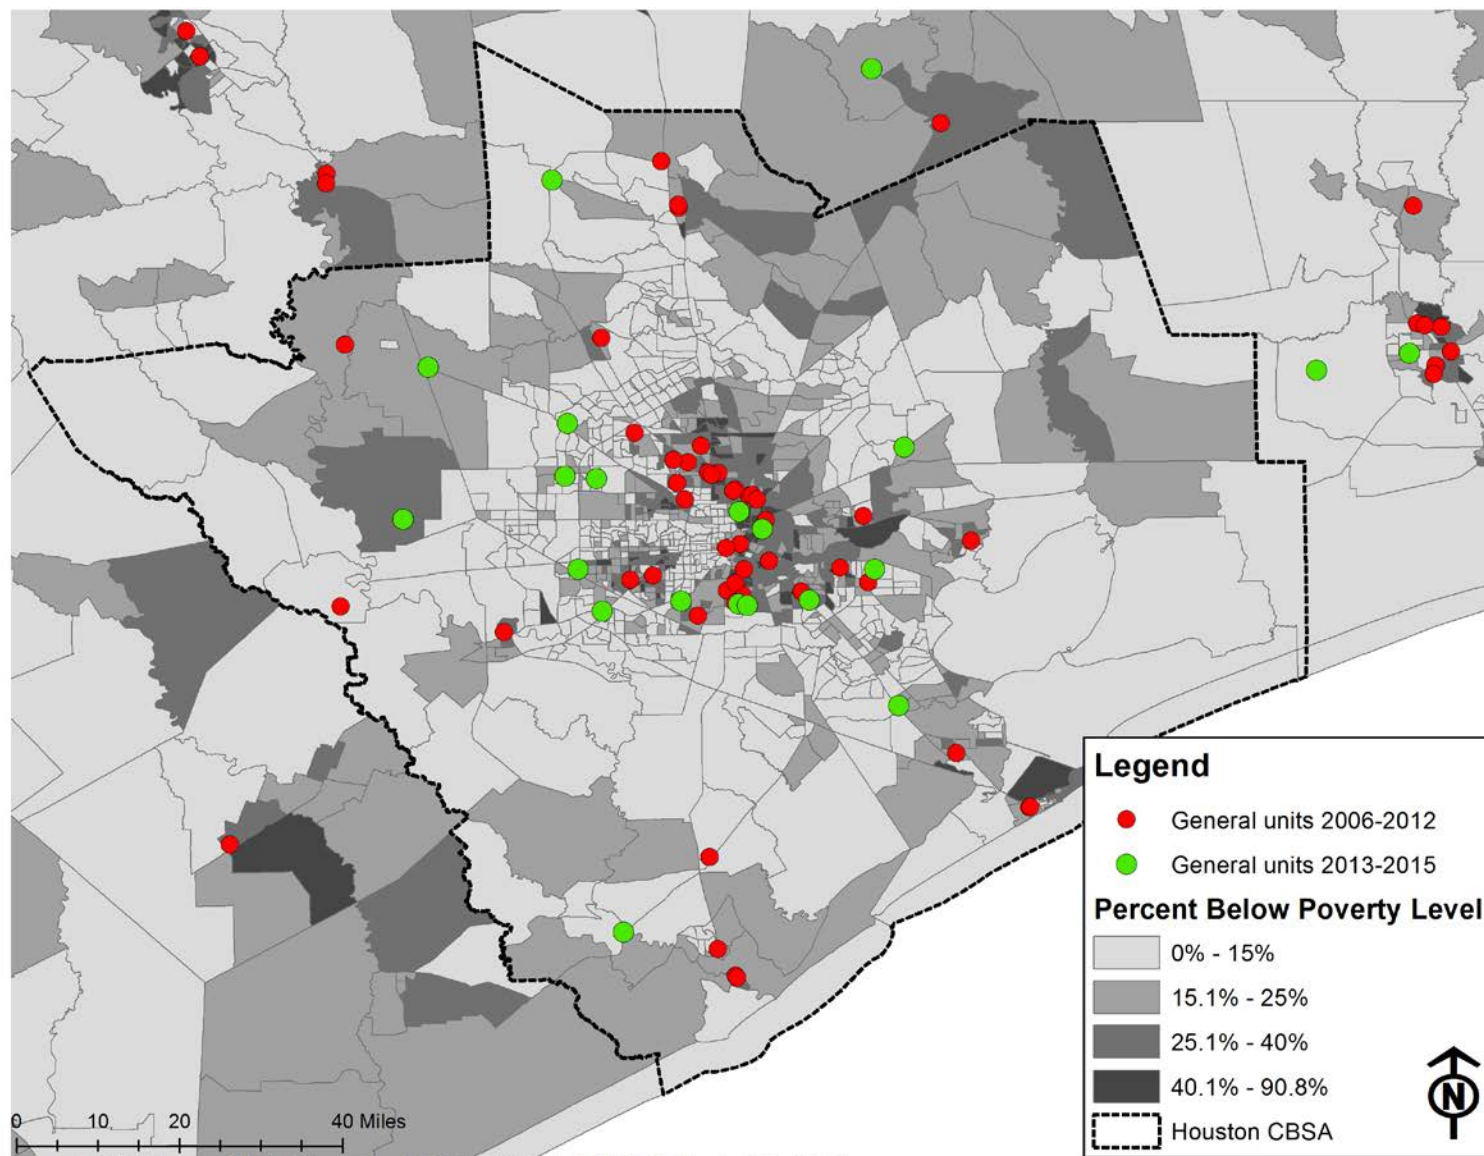 Legend
General units 2006-2012
General units 2013-2015
Percent Below Poverty Level
0% - 15%
15.1% - 25%
25.1% - 40%
40.1% - 90.8%
Houston CBSA
N
0 10 20 40 Miles